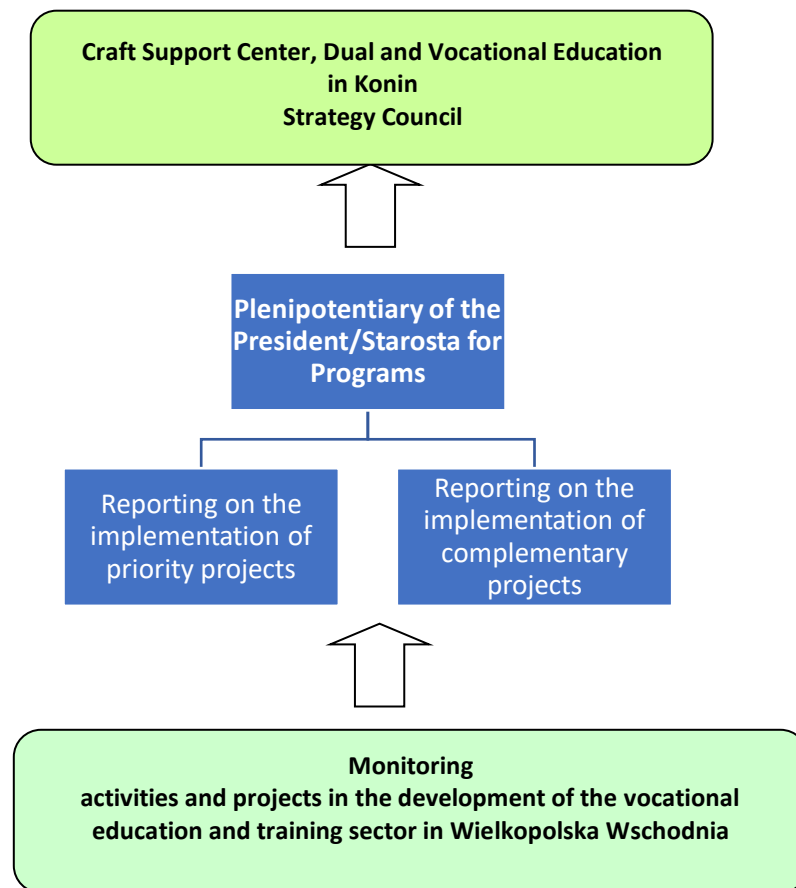 Craft Support Center, Dual and Vocational Education
in Konin
Strategy Council
Plenipotentiary of the
President/Starosta for
Programs
Reporting on the
implementation of
priority projects
Reporting on the
implementation of
complementary
projects
Monitoring
activities and projects in the development of the vocational
education and training sector in Wielkopolska Wschodnia